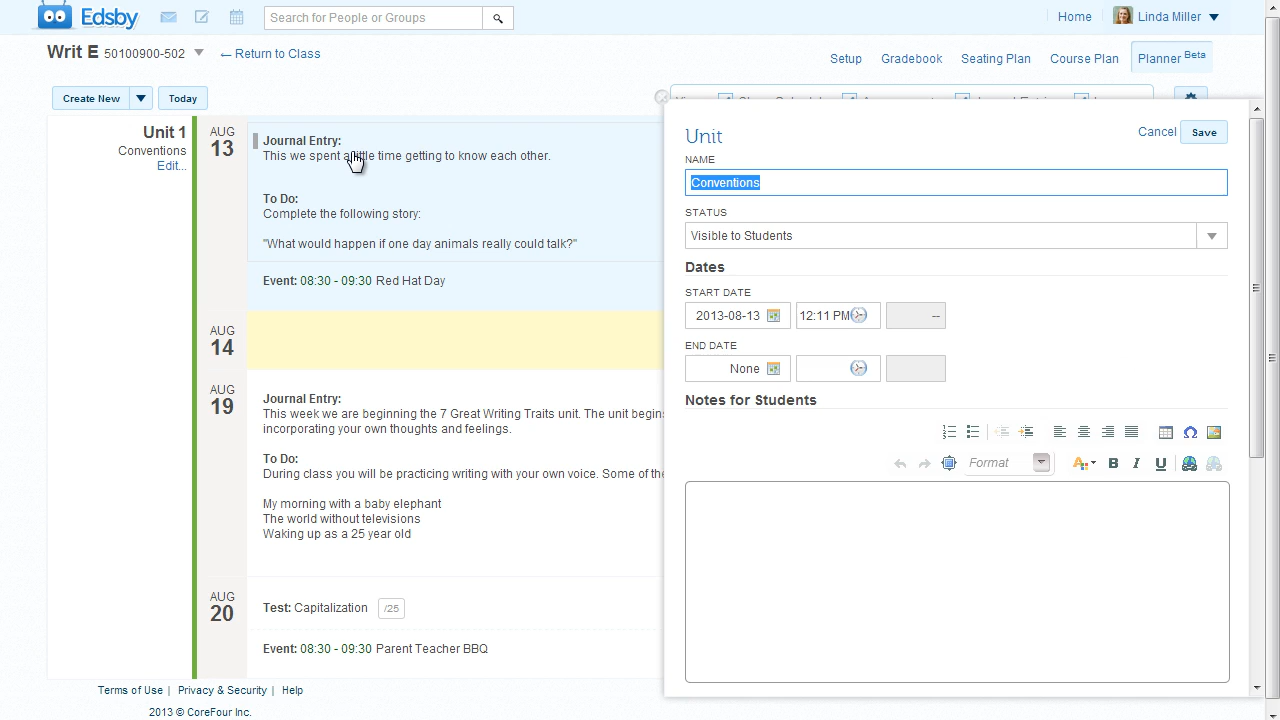 Edsby
Search for People or Groups
Home
Linda Miller
Writ E 50100900-502
← Return to Class
Setup
Gradebook
Seating Plan
Course Plan
Planner Beta
Create New
Today
Unit 1
Conventions
Edit...
AUG
13
Journal Entry:
This we spent a little time getting to know each other.
To Do:
Complete the following story:
"What would happen if one day animals really could talk?"
Event: 08:30 - 09:30 Red Hat Day
AUG
14
AUG
19
Journal Entry:
This week we are beginning the 7 Great Writing Traits unit. The unit begins
incorporating your own thoughts and feelings.
To Do:
During class you will be practicing writing with your own voice. Some of the
My morning with a baby elephant
The world without televisions
Waking up as a 25 year old
AUG
20
Test: Capitalization /25
Event: 08:30 - 09:30 Parent Teacher BBQ
Unit
Cancel
Save
NAME
Conventions
STATUS
Visible to Students
Dates
START DATE
2013-08-13
12:11 PM
--
END DATE
None
Notes for Students
Format
B I U
Terms of Use | Privacy & Security | Help
2013 © CoreFour Inc.